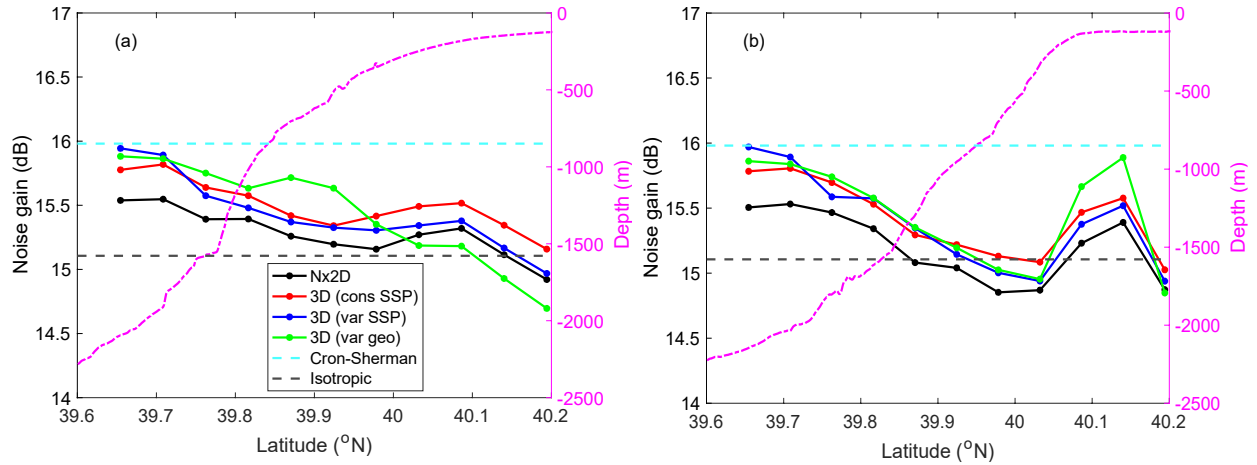 (a)
Noise gain (dB)
17
16.5
16
15.5
15
14.5
14
39.6 39.7 39.8 39.9 40 40.1 40.2
Latitude (°N)
0
-500
-1000
-1500
-2000
-2500
Depth (m)
Nx2D
3D (cons SSP)
3D (var SSP)
3D (var geo)
Cron-Sherman
Isotropic
(b)
Noise gain (dB)
17
16.5
16
15.5
15
14.5
14
39.6 39.7 39.8 39.9 40 40.1 40.2
Latitude (°N)
0
-500
-1000
-1500
-2000
-2500
Depth (m)